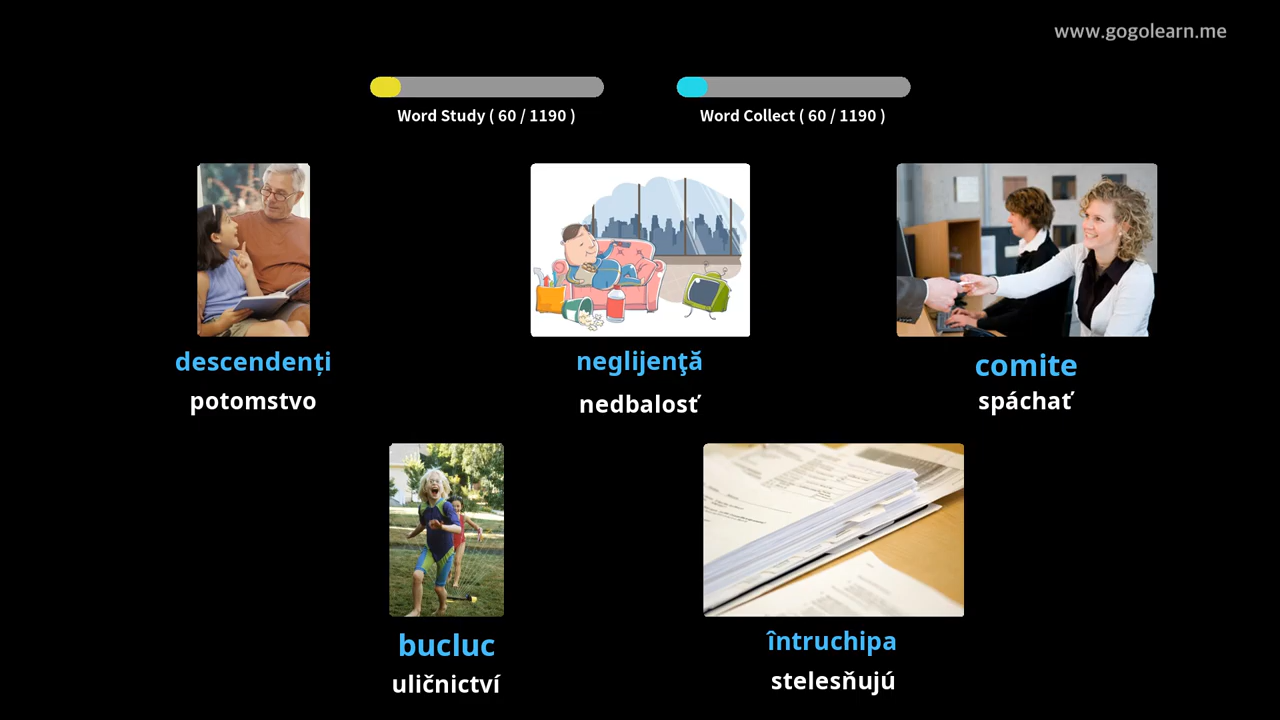 www.gogolearn.me
Word Study ( 60 / 1190 )
Word Collect ( 60 / 1190 )
descendenți
potomstvo
neglijenţă
nedbalosť
comite
spáchať
bucluc
uličnictví
întruchipa
stelesňujú